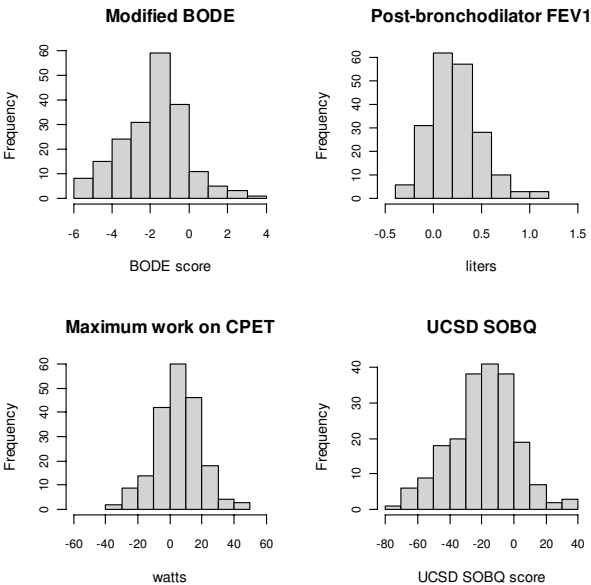 Modified BODE
Frequency
0 10 20 30 40 50 60
-6 -4 -2 0 2 4
BODE score
Post-bronchodilator FEV1
Frequency
0 10 20 30 40 50 60
-0.5 0.0 0.5 1.0 1.5
liters
Maximum work on CPET
Frequency
0 10 20 30 40 50 60
-60 -40 -20 0 20 40 60
watts
UCSD SOBQ
Frequency
0 10 20 30 40
-80 -60 -40 -20 0 20 40
UCSD SOBQ score